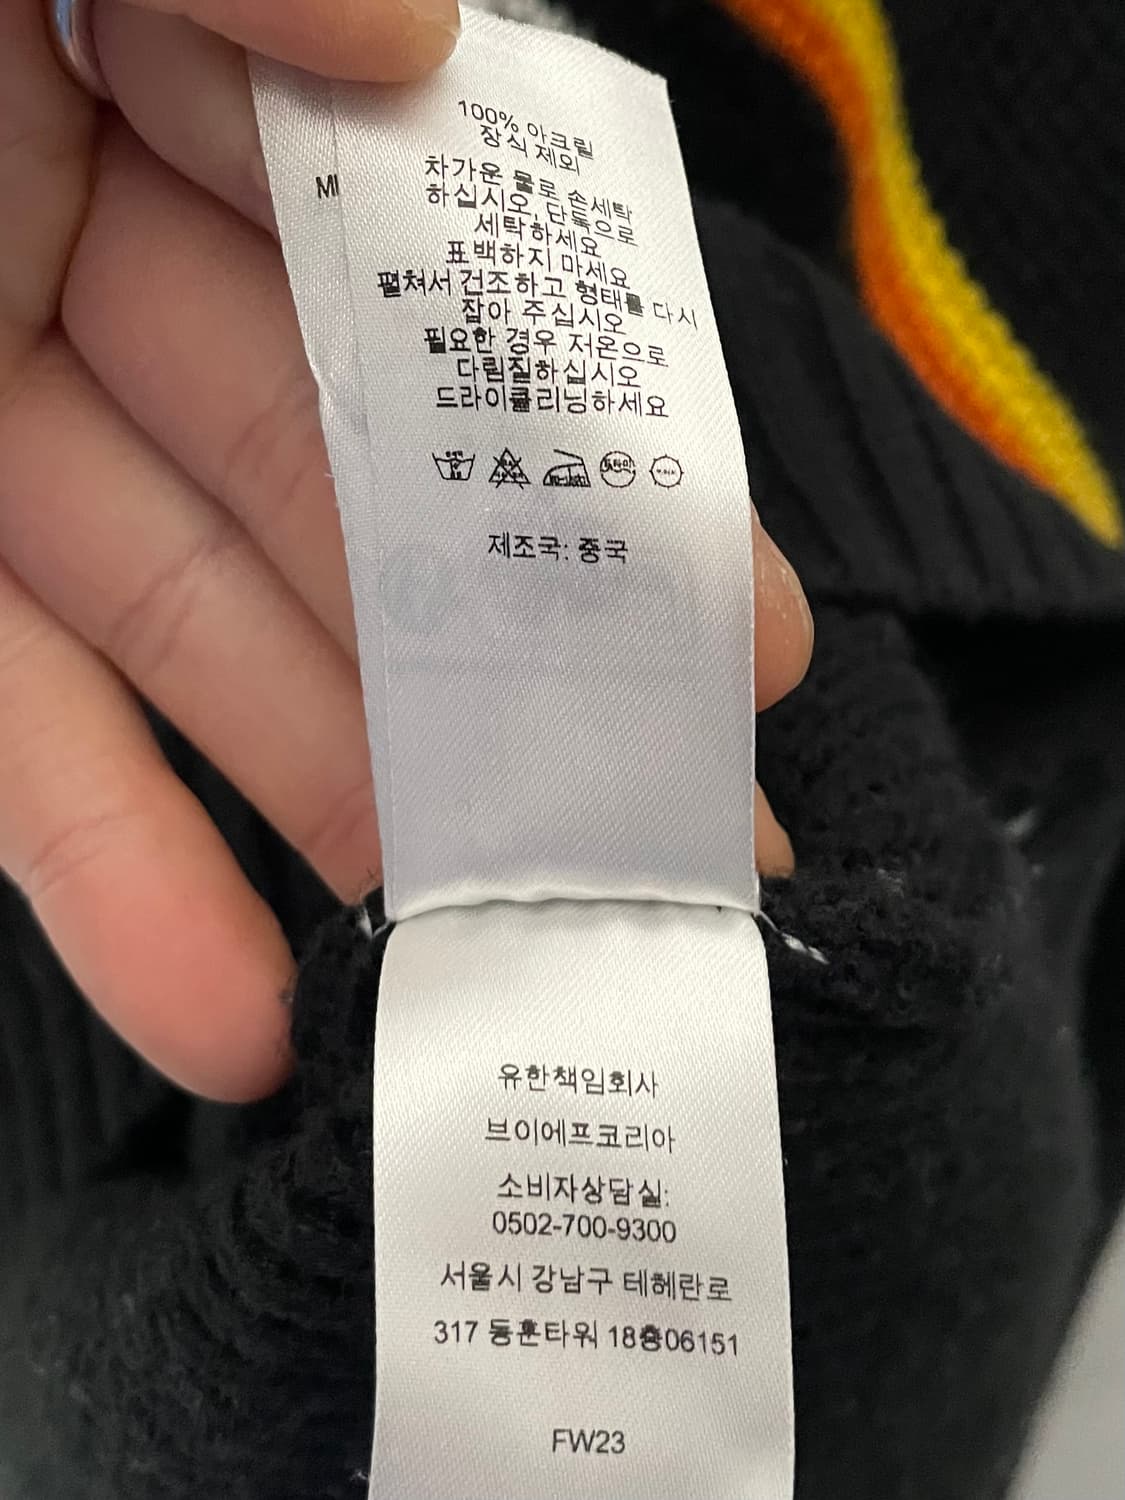 100% 아크릴
장식 제외
차가운 물로 손세탁
하십시오, 단독으로
세탁하세요
표백하지 마세요
펼쳐서 건조하고 형태를 다시
잡아 주십시오
필요한 경우 저온으로
다림질하십시오
드라이클리닝하세요
제조국: 중국
유한책임회사
브이에프코리아
소비자상담실:
0502-700-9300
서울시 강남구 테헤란로
317 동훈타워 18층06151
FW23